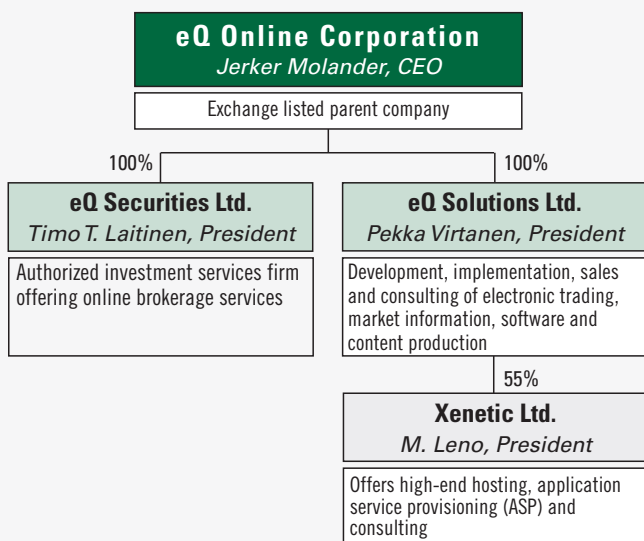 eQ Online Corporation
Jerker Molander, CEO
Exchange listed parent company
100%
100%
eQ Securities Ltd.
Timo T. Laitinen, President
Authorized investment services firm
offering online brokerage services
eQ Solutions Ltd.
Pekka Virtanen, President
Development, implementation, sales
and consulting of electronic trading,
market information, software and
content production
55%
Xenetic Ltd.
M. Leno, President
Offers high-end hosting, application
service provisioning (ASP) and
consulting